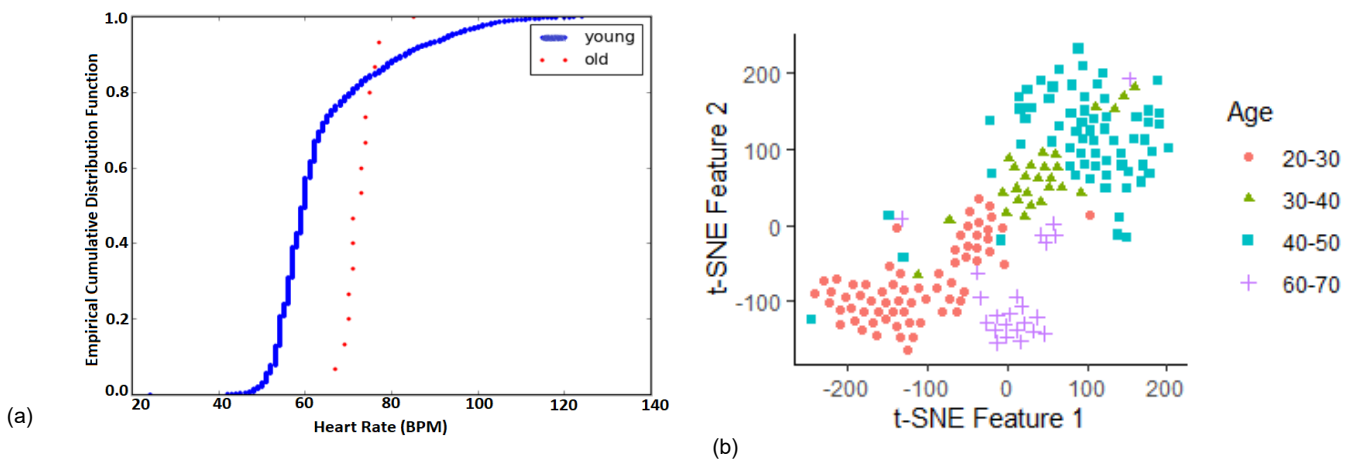 Empirical Cumulative Distribution Function
1.0
0.8
0.6
0.4
0.2
0.0
20
40
60
80
100
120
140
Heart Rate (BPM)
young
old
(a)
t-SNE Feature 2
200
100
0
-100
-200
-100
0
100
200
t-SNE Feature 1
Age
20-30
30-40
40-50
60-70
(b)